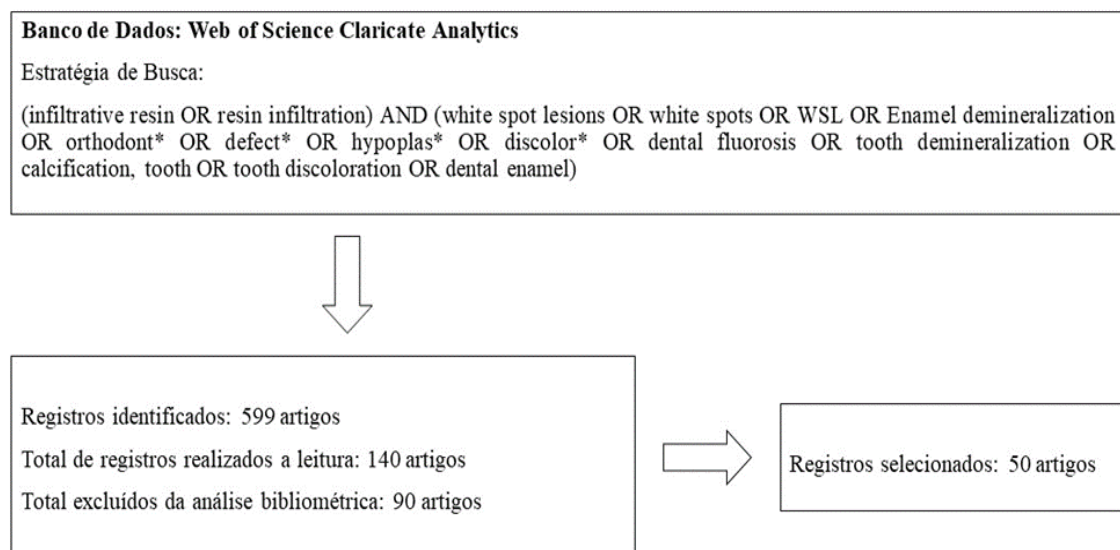 Banco de Dados: Web of Science Claricate Analytics
Estratégia de Busca:
(infiltrative resin OR resin infiltration) AND (white spot lesions OR white spots OR WSL OR Enamel demineralization
OR orthodont* OR defect* OR hypoplas* OR discolor* OR dental fluorosis OR tooth demineralization OR
calcification, tooth OR tooth discoloration OR dental enamel)
Registros identificados: 599 artigos
Total de registros realizados a leitura: 140 artigos
Total excluídos da análise bibliométrica: 90 artigos
Registros selecionados: 50 artigos